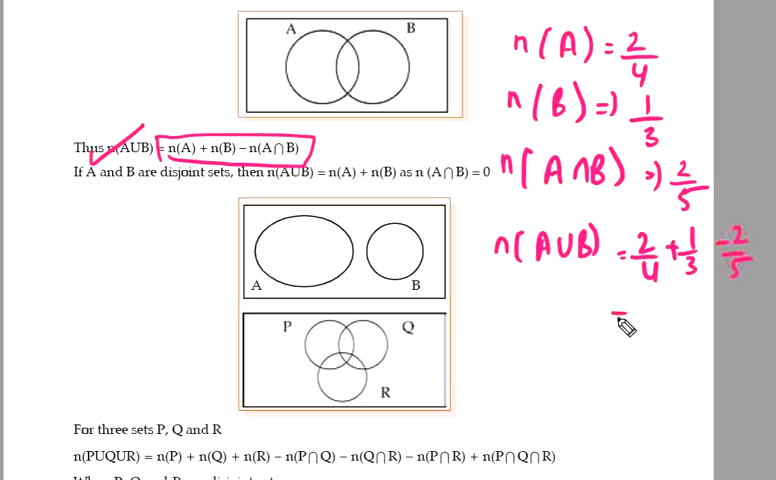 A B
n(A) = 2/4
n(B) => 1/3
Thus n(AUB) = n(A) + n(B) – n(A⋂B)
If A and B are disjoint sets, then n(AUB) = n(A) + n(B) as n (A⋂B) = 0
n(A∩B) => 2/5
n(A∪B) = 2/4 + 1/3 - 2/5
A B
P Q
R
For three sets P, Q and R
n(PUQUR) = n(P) + n(Q) + n(R) – n(P⋂Q) – n(Q⋂R) – n(P⋂R) + n(P⋂Q⋂R)